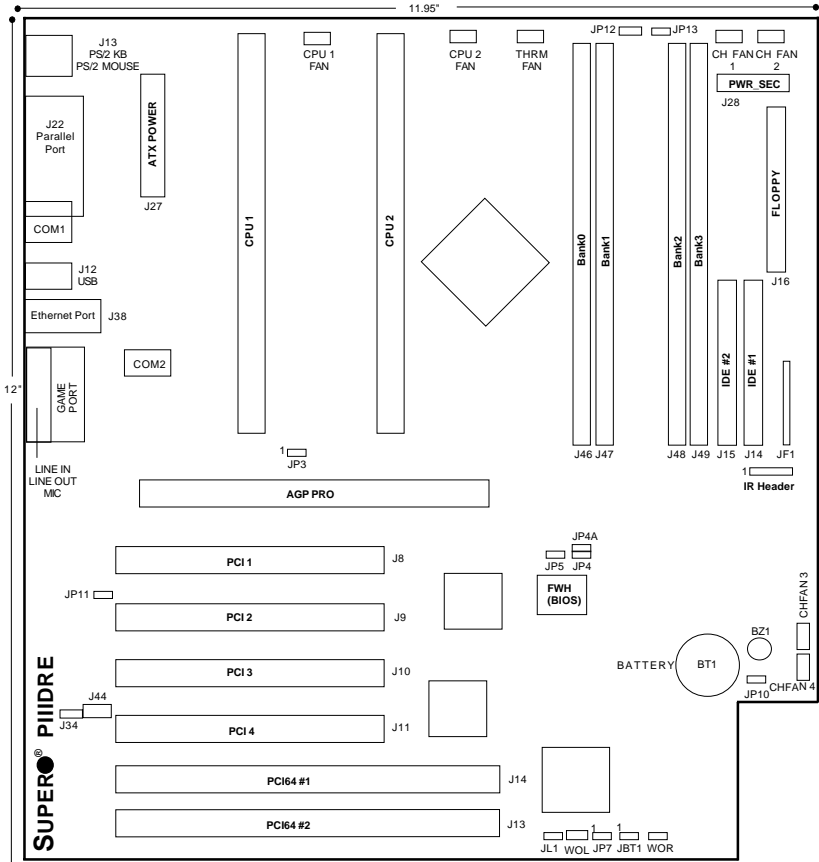 11.95"
J13
PS/2 KB
PS/2 MOUSE
CPU 1
FAN
CPU 2
FAN
THRM
FAN
JP12
JP13
CH FAN
1
CH FAN
2
PWR_SEC
J28
ATX POWER
J27
J22
Parallel
Port
COM1
J12
USB
Ethernet Port
J38
GAME
PORT
COM2
12"
LINE IN
LINE OUT
MIC
CPU 1
CPU 2
Bank0
Bank1
Bank2
Bank3
FLOPPY
J16
IDE #2
IDE #1
J46
J47
J48
J49
J15
J14
JF1
1
IR Header
1
JP3
AGP PRO
JP4A
JP5
JP4
FWH
(BIOS)
PCI 1
J8
JP11
PCI 2
J9
PCI 3
J10
J44
J34
PCI 4
J11
PCI64 #1
J14
PCI64 #2
J13
BATTERY
BT1
BZ1
JP10
CHFAN 3
CHFAN 4
SUPER® PIIIDRE
JL1
WOL
1
JP7
1
JBT1
WOR